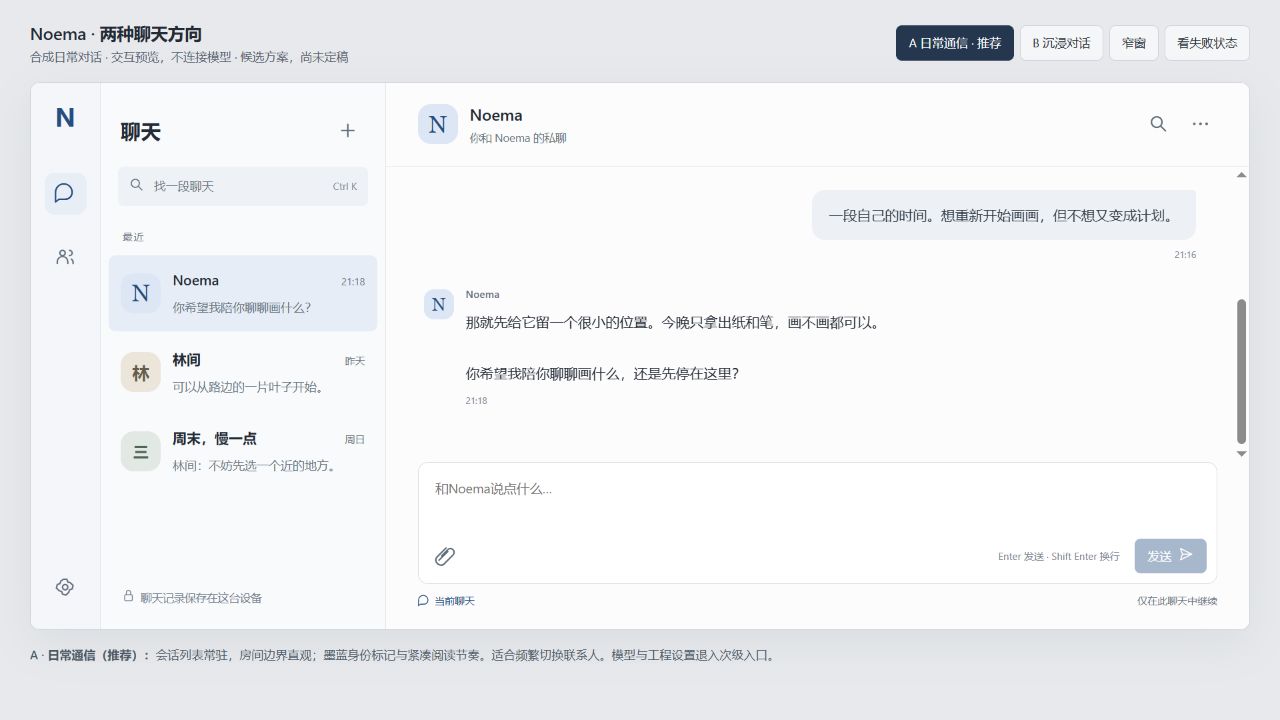 Noema · 两种聊天方向
合成日常对话 · 交互预览，不连接模型 · 候选方案，尚未定稿
A 日常通信 · 推荐
B 沉浸对话
窄窗
看失败状态
N
聊天
找一段聊天
Ctrl K
最近
N
Noema
21:18
你希望我陪你聊聊画什么？
林
林间
昨天
可以从路边的一片叶子开始。
三
周末，慢一点
周日
林间：不妨先选一个近的地方。
聊天记录保存在这台设备
N
Noema
你和 Noema 的私聊
一段自己的时间。想重新开始画画，但不想又变成计划。
21:16
N
Noema
那就先给它留一个很小的位置。今晚只拿出纸和笔，画不画都可以。
你希望我陪你聊聊画什么，还是先停在这里？
21:18
和Noema说点什么…
Enter 发送 · Shift Enter 换行
发送
当前聊天
仅在此聊天中继续
A · 日常通信（推荐）：会话列表常驻，房间边界直观；墨蓝身份标记与紧凑阅读节奏。适合频繁切换联系人。模型与工程设置退入次级入口。